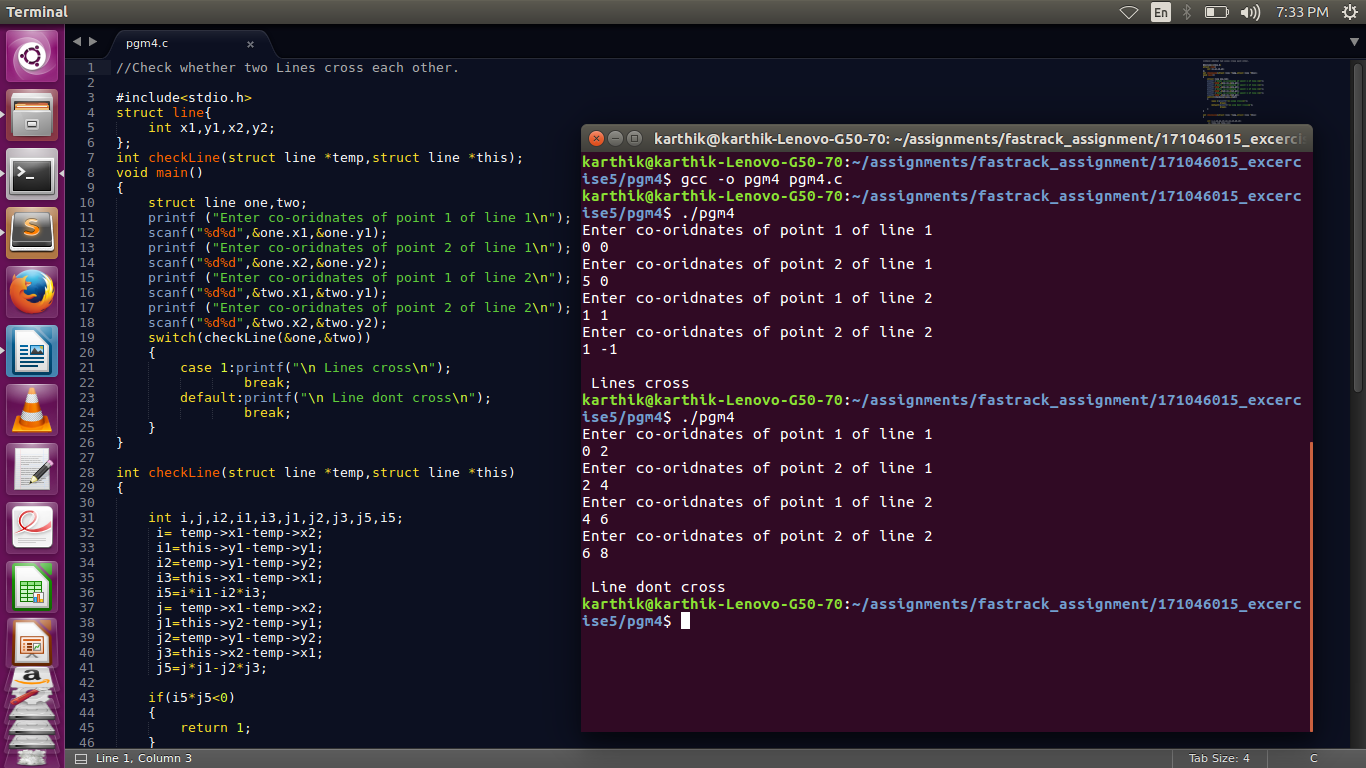 Terminal
En
7:33 PM
pgm4.c
1 //Check whether two Lines cross each other.
2
3 #include<stdio.h>
4 struct line{
5 int x1,y1,x2,y2;
6 };
7 int checkLine(struct line *temp,struct line *this);
8 void main()
9 {
10 struct line one,two;
11 printf ("Enter co-oridnates of point 1 of line 1\n");
12 scanf("%d%d",&one.x1,&one.y1);
13 printf ("Enter co-oridnates of point 2 of line 1\n");
14 scanf("%d%d",&one.x2,&one.y2);
15 printf ("Enter co-oridnates of point 1 of line 2\n");
16 scanf("%d%d",&two.x1,&two.y1);
17 printf ("Enter co-oridnates of point 2 of line 2\n");
18 scanf("%d%d",&two.x2,&two.y2);
19 switch(checkLine(&one,&two))
20 {
21 case 1:printf("\n Lines cross\n");
22 break;
23 default:printf("\n Line dont cross\n");
24 break;
25 }
26 }
27
28 int checkLine(struct line *temp,struct line *this)
29 {
30
31 int i,j,i2,i1,i3,j1,j2,j3,j5,i5;
32 i= temp->x1-temp->x2;
33 i1=this->y1-temp->y1;
34 i2=temp->y1-temp->y2;
35 i3=this->x1-temp->x1;
36 i5=i*i1-i2*i3;
37 j= temp->x1-temp->x2;
38 j1=this->y2-temp->y1;
39 j2=temp->y1-temp->y2;
40 j3=this->x2-temp->x1;
41 j5=j*j1-j2*j3;
42
43 if(i5*j5<0)
44 {
45 return 1;
46 }
karthik@karthik-Lenovo-G50-70: ~/assignments/fastrack_assignment/171046015_excerci
karthik@karthik-Lenovo-G50-70:~/assignments/fastrack_assignment/171046015_excerc
ise5/pgm4$ gcc -o pgm4 pgm4.c
karthik@karthik-Lenovo-G50-70:~/assignments/fastrack_assignment/171046015_excerc
ise5/pgm4$ ./pgm4
Enter co-oridnates of point 1 of line 1
0 0
Enter co-oridnates of point 2 of line 1
5 0
Enter co-oridnates of point 1 of line 2
1 1
Enter co-oridnates of point 2 of line 2
1 -1
Lines cross
karthik@karthik-Lenovo-G50-70:~/assignments/fastrack_assignment/171046015_excerc
ise5/pgm4$ ./pgm4
Enter co-oridnates of point 1 of line 1
0 2
Enter co-oridnates of point 2 of line 1
2 4
Enter co-oridnates of point 1 of line 2
4 6
Enter co-oridnates of point 2 of line 2
6 8
Line dont cross
karthik@karthik-Lenovo-G50-70:~/assignments/fastrack_assignment/171046015_excerc
ise5/pgm4$
Line 1, Column 3
Tab Size: 4
C